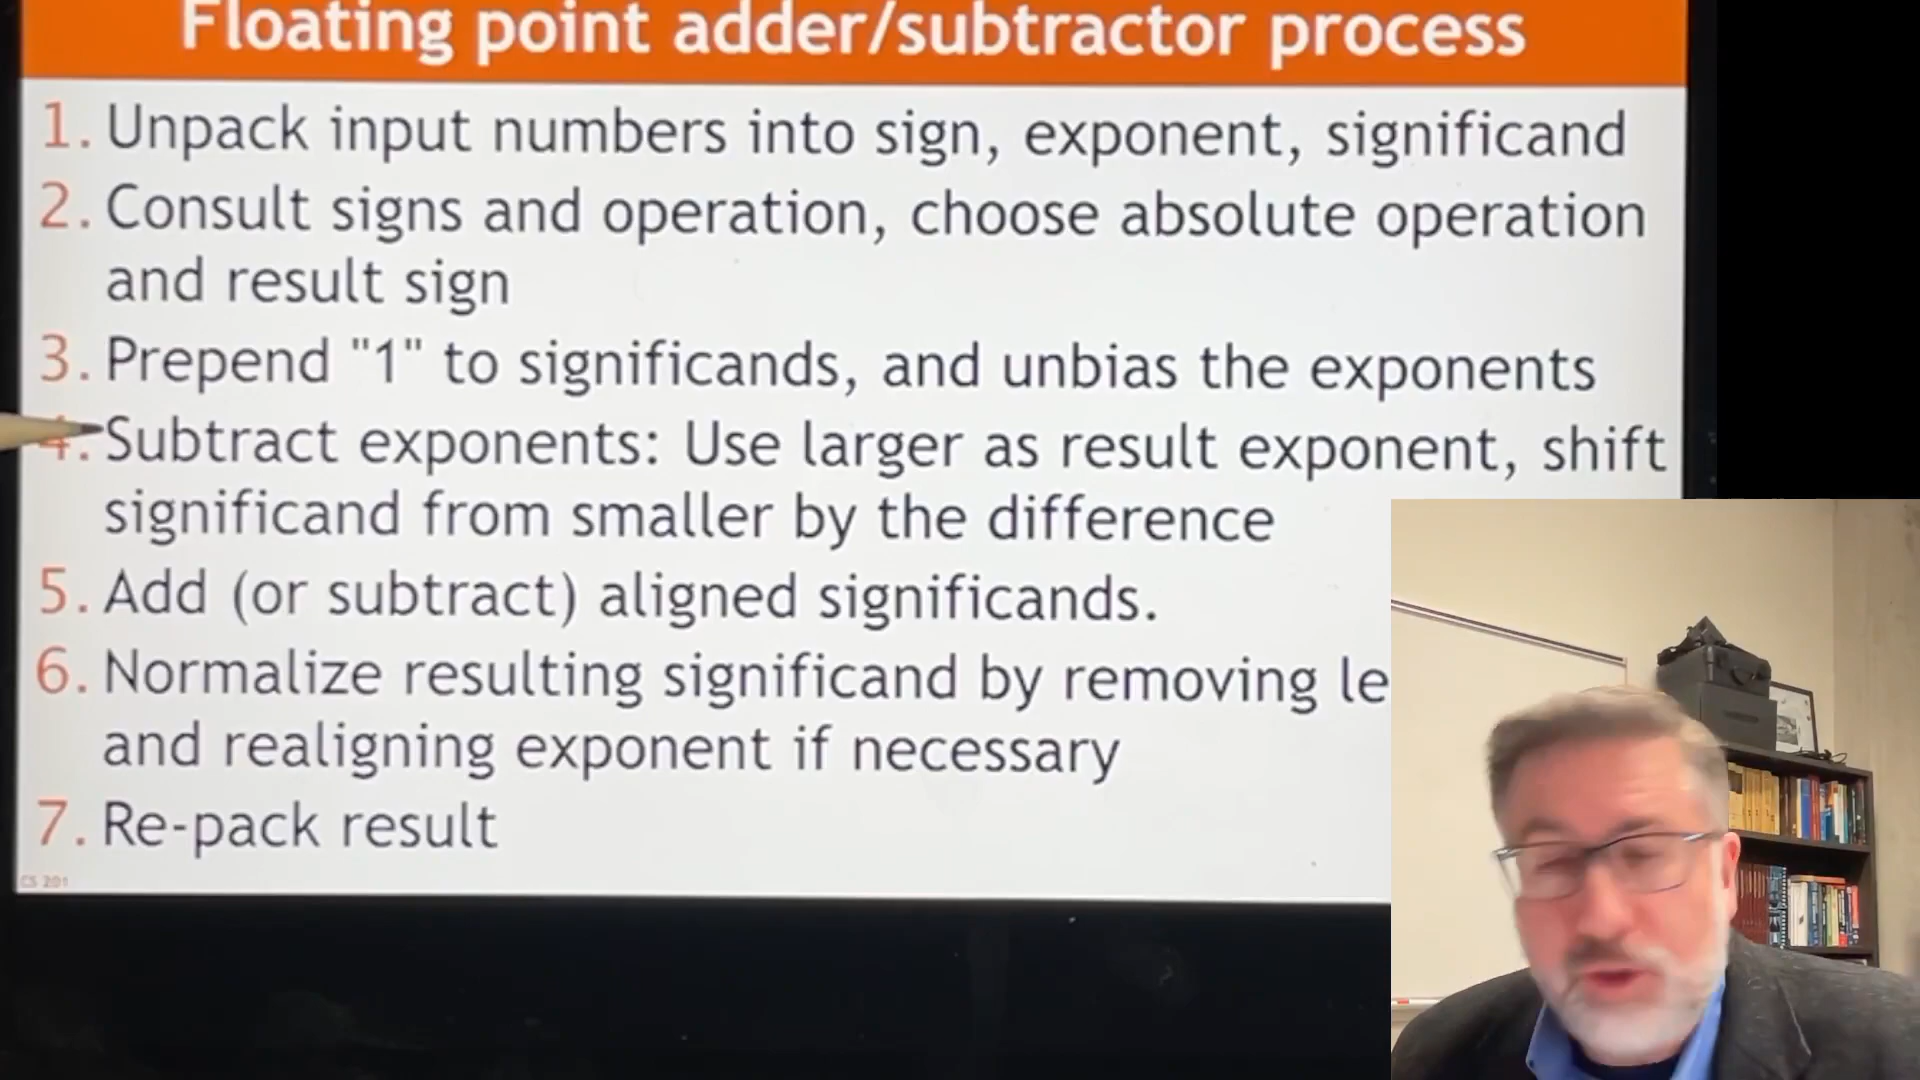 Floating point adder/subtractor process
1. Unpack input numbers into sign, exponent, significand
2. Consult signs and operation, choose absolute operation
and result sign
3. Prepend "1" to significands, and unbias the exponents
4. Subtract exponents: Use larger as result exponent, shift
significand from smaller by the difference
5. Add (or subtract) aligned significands.
6. Normalize resulting significand by removing
and realigning exponent if necessary
7. Re-pack result
CS 201